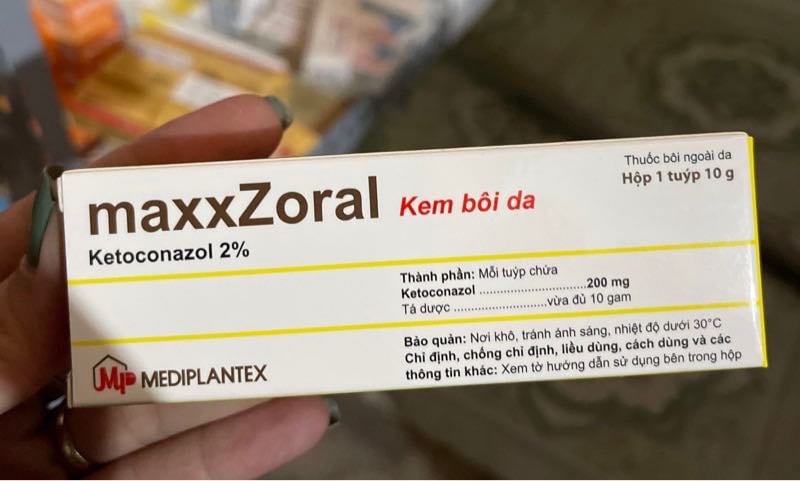 maxxZoral Kem bôi da
Ketoconazol 2%
Thuốc bôi ngoài da
Hộp 1 tuýp 10 g
Thành phần: Mỗi tuýp chứa
Ketoconazol ..............................200 mg
Tá dược ..........................vừa đủ 10 gam
Bảo quản: Nơi khô, tránh ánh sáng, nhiệt độ dưới 30°C
Chỉ định, chống chỉ định, liều dùng, cách dùng và các
thông tin khác: Xem tờ hướng dẫn sử dụng bên trong hộp
MP MEDIPLANTEX